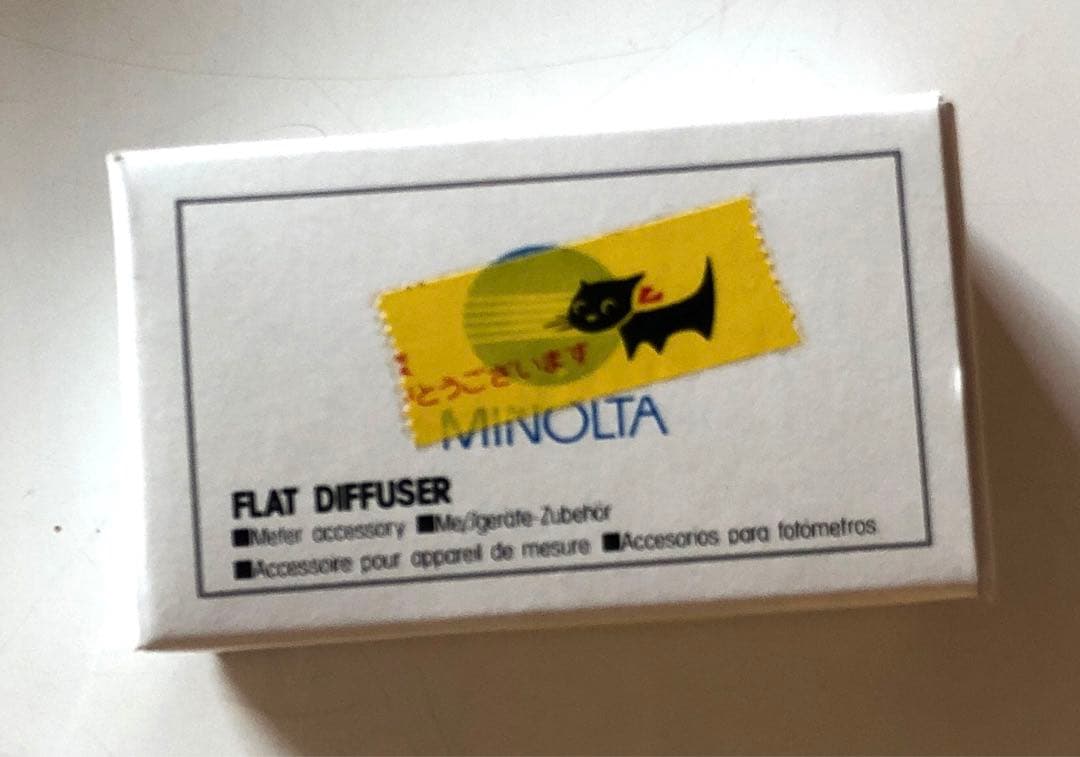 とうございます
MINOLTA
FLAT DIFFUSER
■Meter accessory ■Meßgeräte-Zubehör
■Accessoire pour appareil de mesure ■Accesorios para fotómetros